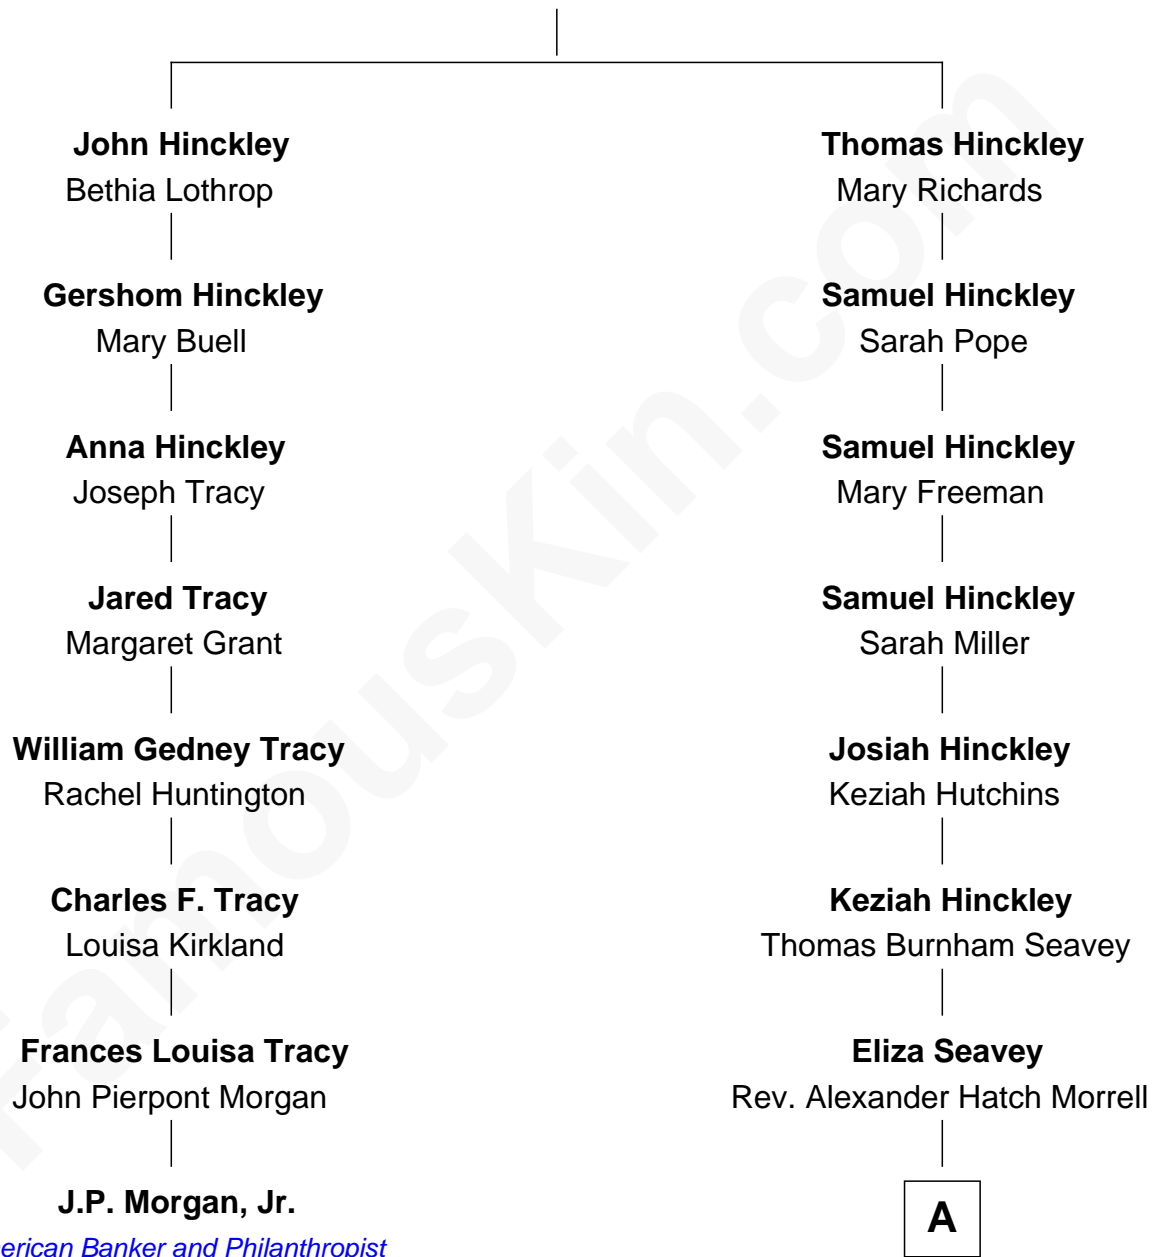 John Hinckley
Bethia Lothrop
Gershom Hinckley
Mary Buell
Anna Hinckley
Joseph Tracy
Jared Tracy
Margaret Grant
William Gedney Tracy
Rachel Huntington
Charles F. Tracy
Louisa Kirkland
Frances Louisa Tracy
John Pierpont Morgan
J.P. Morgan, Jr.
erican Banker and Philanthropist
Thomas Hinckley
Mary Richards
Samuel Hinckley
Sarah Pope
Samuel Hinckley
Mary Freeman
Samuel Hinckley
Sarah Miller
Josiah Hinckley
Keziah Hutchins
Keziah Hinckley
Thomas Burnham Seavey
Eliza Seavey
Rev. Alexander Hatch Morrell
A
FamousKin.com